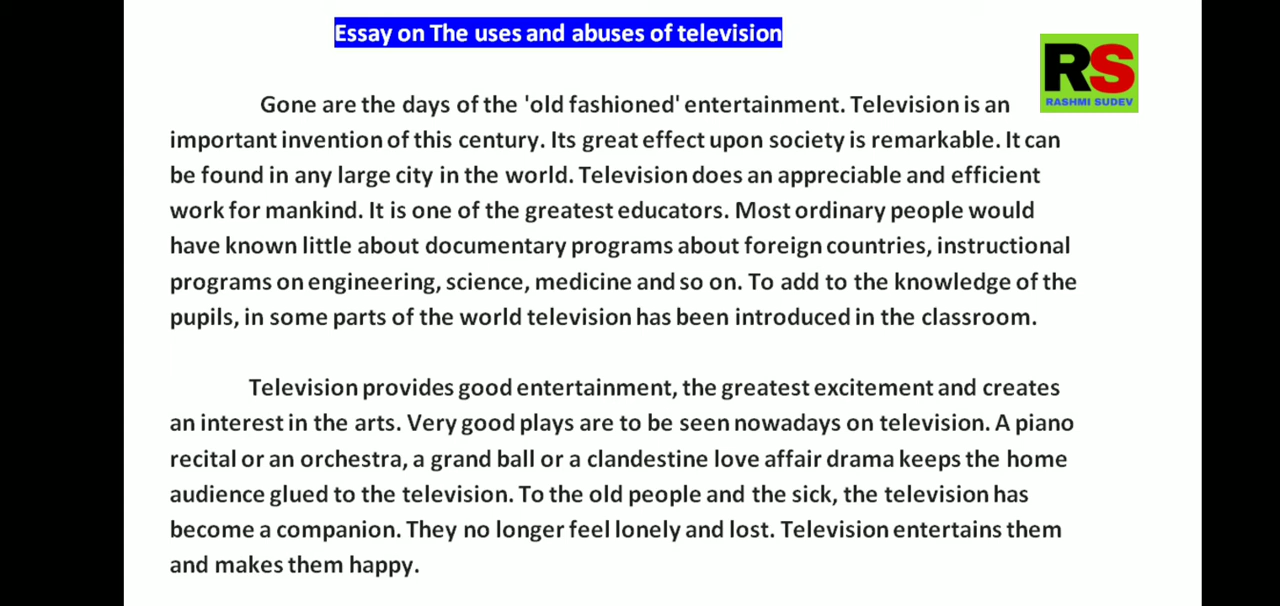 Essay on The uses and abuses of television
RS
RASHMI SUDEV
Gone are the days of the 'old fashioned' entertainment. Television is an
important invention of this century. Its great effect upon society is remarkable. It can
be found in any large city in the world. Television does an appreciable and efficient
work for mankind. It is one of the greatest educators. Most ordinary people would
have known little about documentary programs about foreign countries, instructional
programs on engineering, science, medicine and so on. To add to the knowledge of the
pupils, in some parts of the world television has been introduced in the classroom.
Television provides good entertainment, the greatest excitement and creates
an interest in the arts. Very good plays are to be seen nowadays on television. A piano
recital or an orchestra, a grand ball or a clandestine love affair drama keeps the home
audience glued to the television. To the old people and the sick, the television has
become a companion. They no longer feel lonely and lost. Television entertains them
and makes them happy.